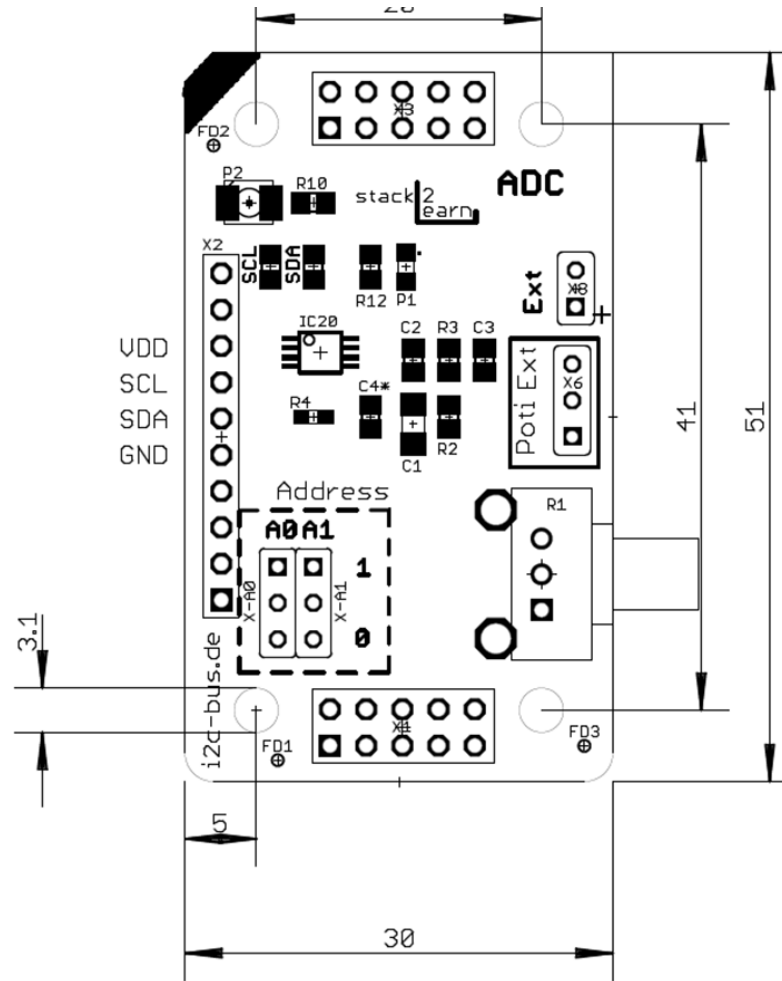 FD2
X3
P2
R10
stack 2
earn
ADC
X2
SCL
SDA
R12
P1
Ext
X8
+
IC20
C2
R3
C3
VDD
SCL
SDA
GND
C4*
R4
C1
R2
Poti Ext
X6
41
51
Address
A0 A1
R1
1
X-A0
X-A1
0
3.1
i2c-bus.de
X4
FD1
FD3
5
30